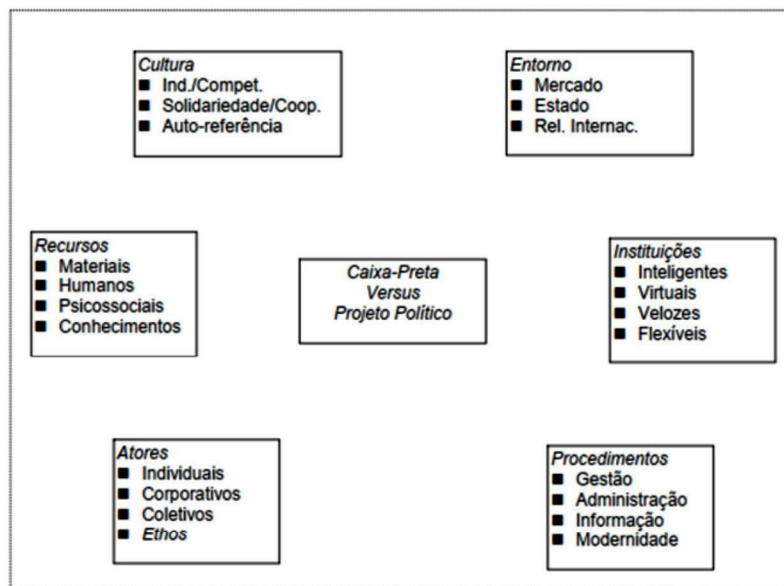 Cultura
■ Ind./Compet.
■ Solidariedade/Coop.
■ Auto-referência
Entorno
■ Mercado
■ Estado
■ Rel. Internac.
Recursos
■ Materiais
■ Humanos
■ Psicossociais
■ Conhecimentos
Caixa-Preta
Versus
Projeto Político
Instituições
■ Inteligentes
■ Virtuais
■ Velozes
■ Flexíveis
Atores
■ Individuais
■ Corporativos
■ Coletivos
■ Ethos
Procedimentos
■ Gestão
■ Administração
■ Informação
■ Modernidade